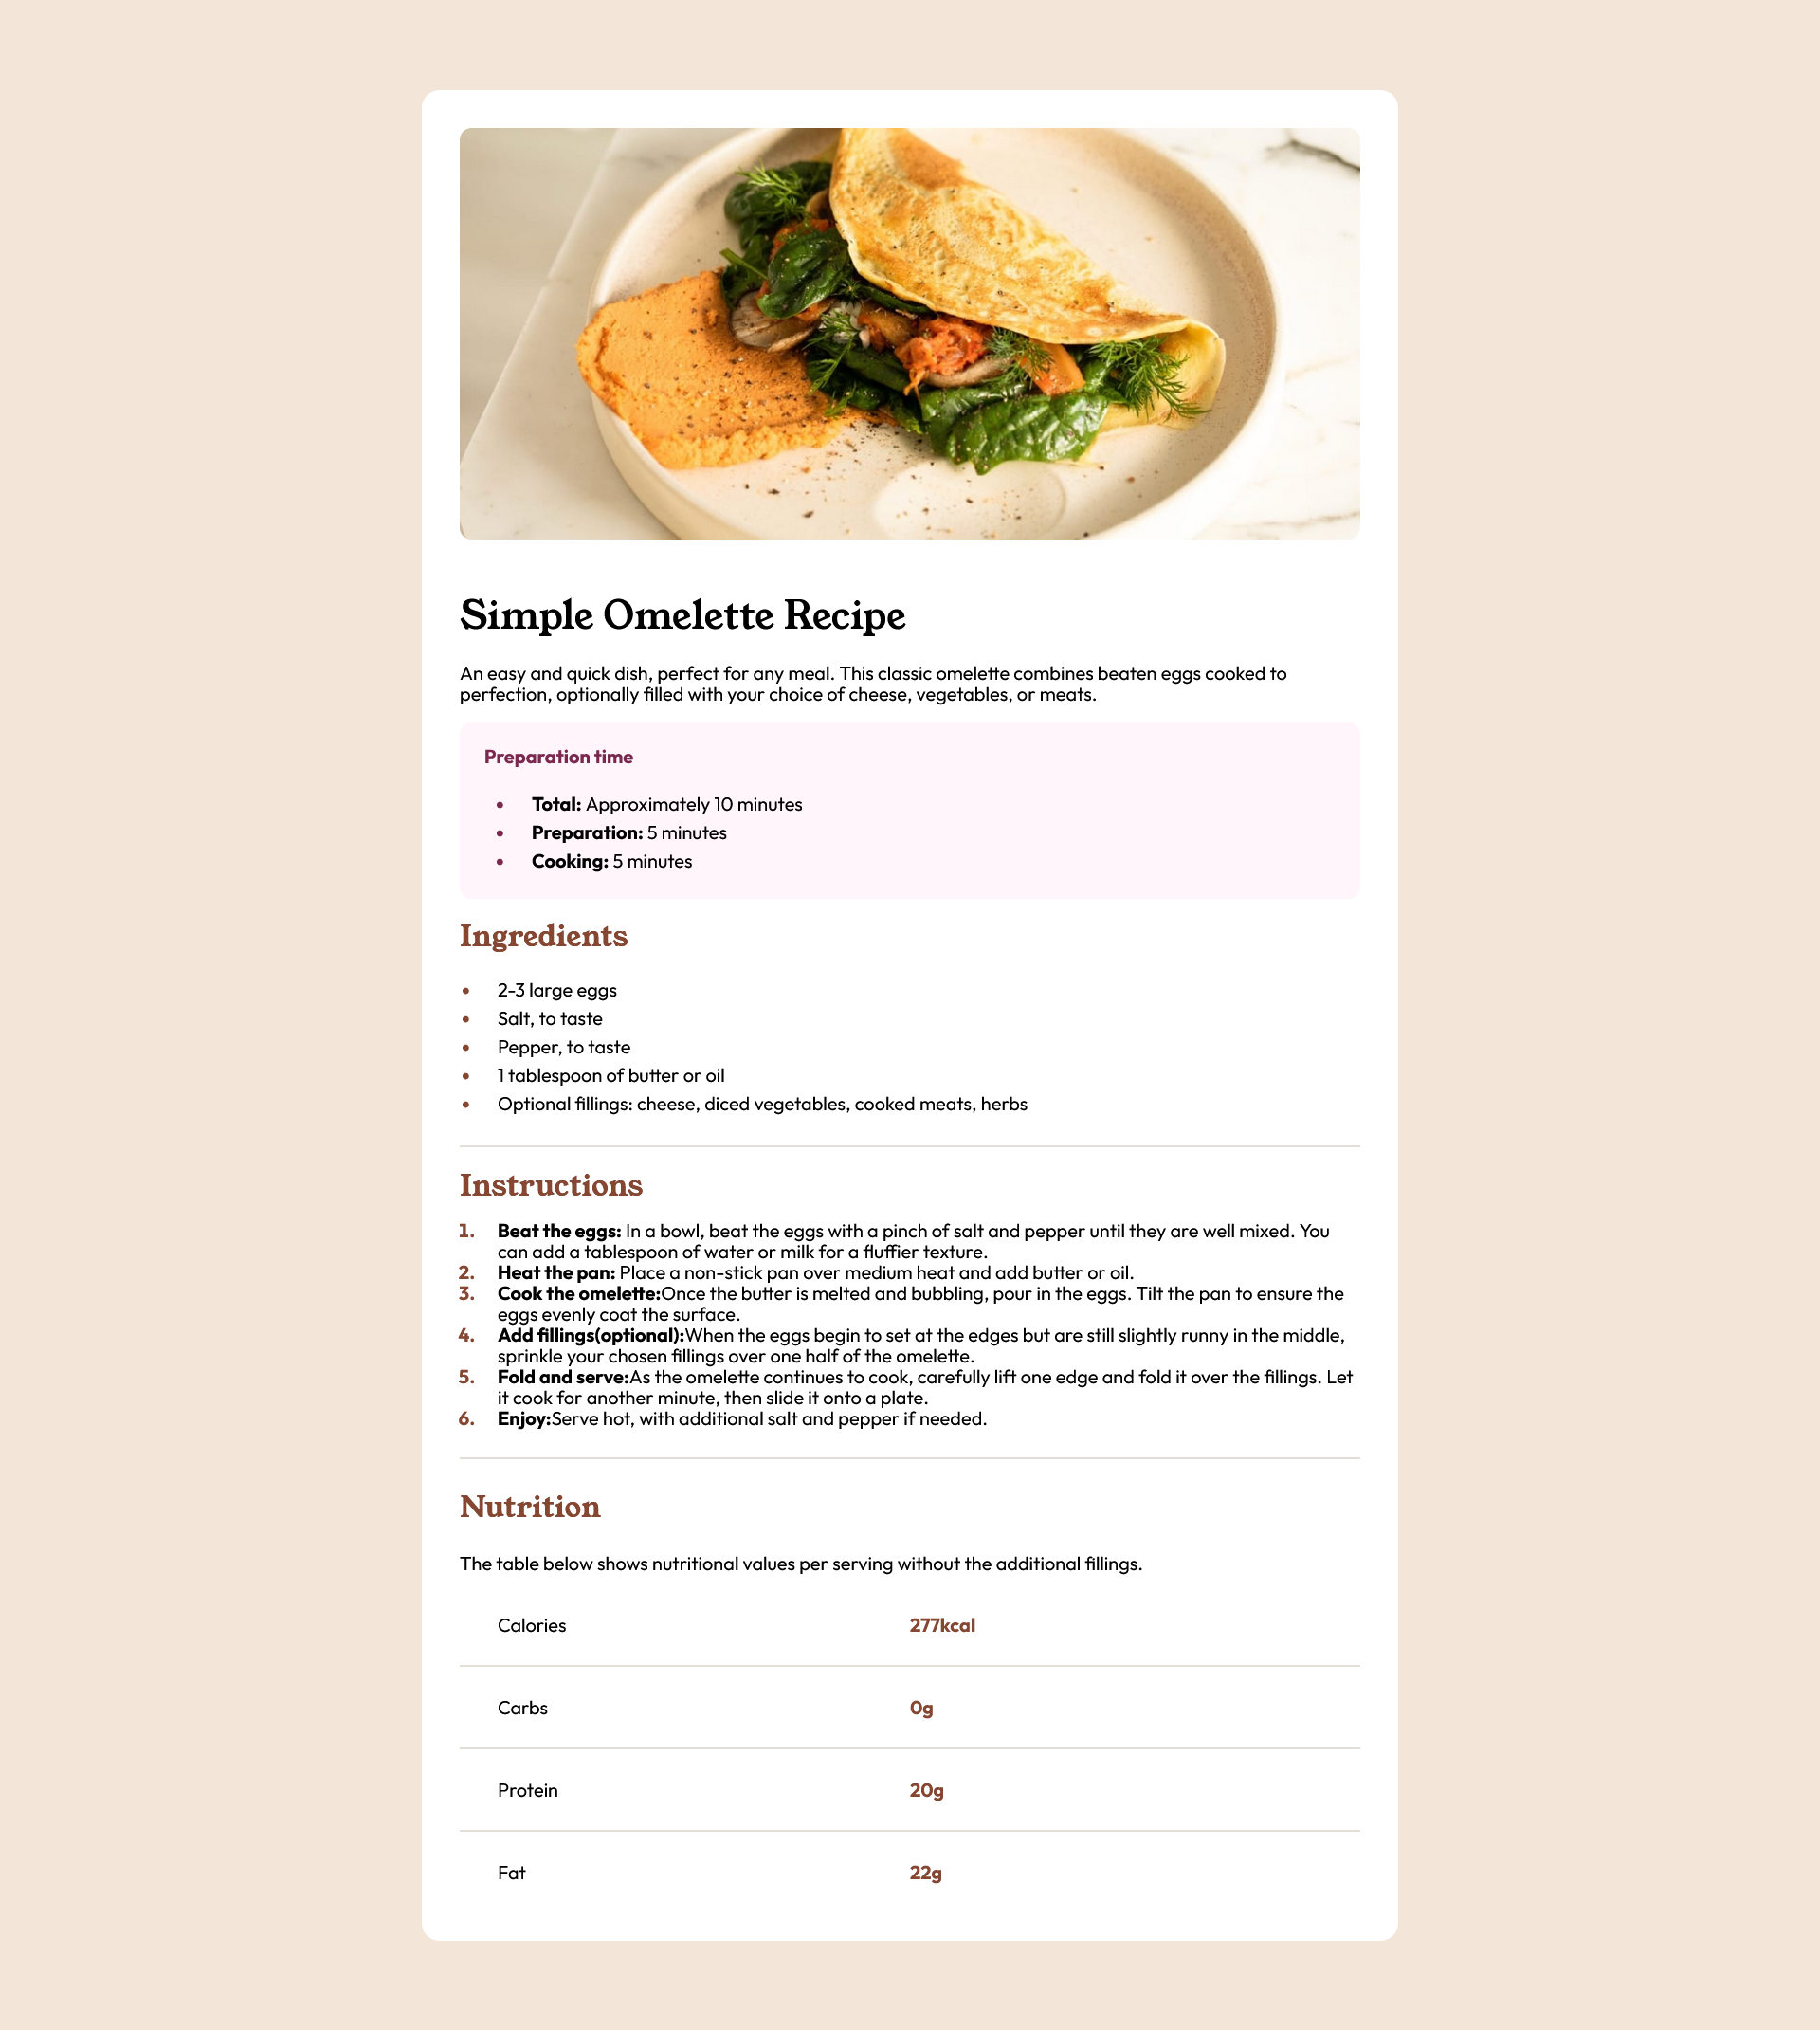 Simple Omelette Recipe
An easy and quick dish, perfect for any meal. This classic omelette combines beaten eggs cooked to
perfection, optionally filled with your choice of cheese, vegetables, or meats.
Preparation time
• Total: Approximately 10 minutes
• Preparation: 5 minutes
• Cooking: 5 minutes
Ingredients
• 2-3 large eggs
• Salt, to taste
• Pepper, to taste
• 1 tablespoon of butter or oil
• Optional fillings: cheese, diced vegetables, cooked meats, herbs
Instructions
1. Beat the eggs: In a bowl, beat the eggs with a pinch of salt and pepper until they are well mixed. You
can add a tablespoon of water or milk for a fluffier texture.
2. Heat the pan: Place a non-stick pan over medium heat and add butter or oil.
3. Cook the omelette:Once the butter is melted and bubbling, pour in the eggs. Tilt the pan to ensure the
eggs evenly coat the surface.
4. Add fillings(optional):When the eggs begin to set at the edges but are still slightly runny in the middle,
sprinkle your chosen fillings over one half of the omelette.
5. Fold and serve:As the omelette continues to cook, carefully lift one edge and fold it over the fillings. Let
it cook for another minute, then slide it onto a plate.
6. Enjoy:Serve hot, with additional salt and pepper if needed.
Nutrition
The table below shows nutritional values per serving without the additional fillings.
Calories 277kcal
Carbs 0g
Protein 20g
Fat 22g